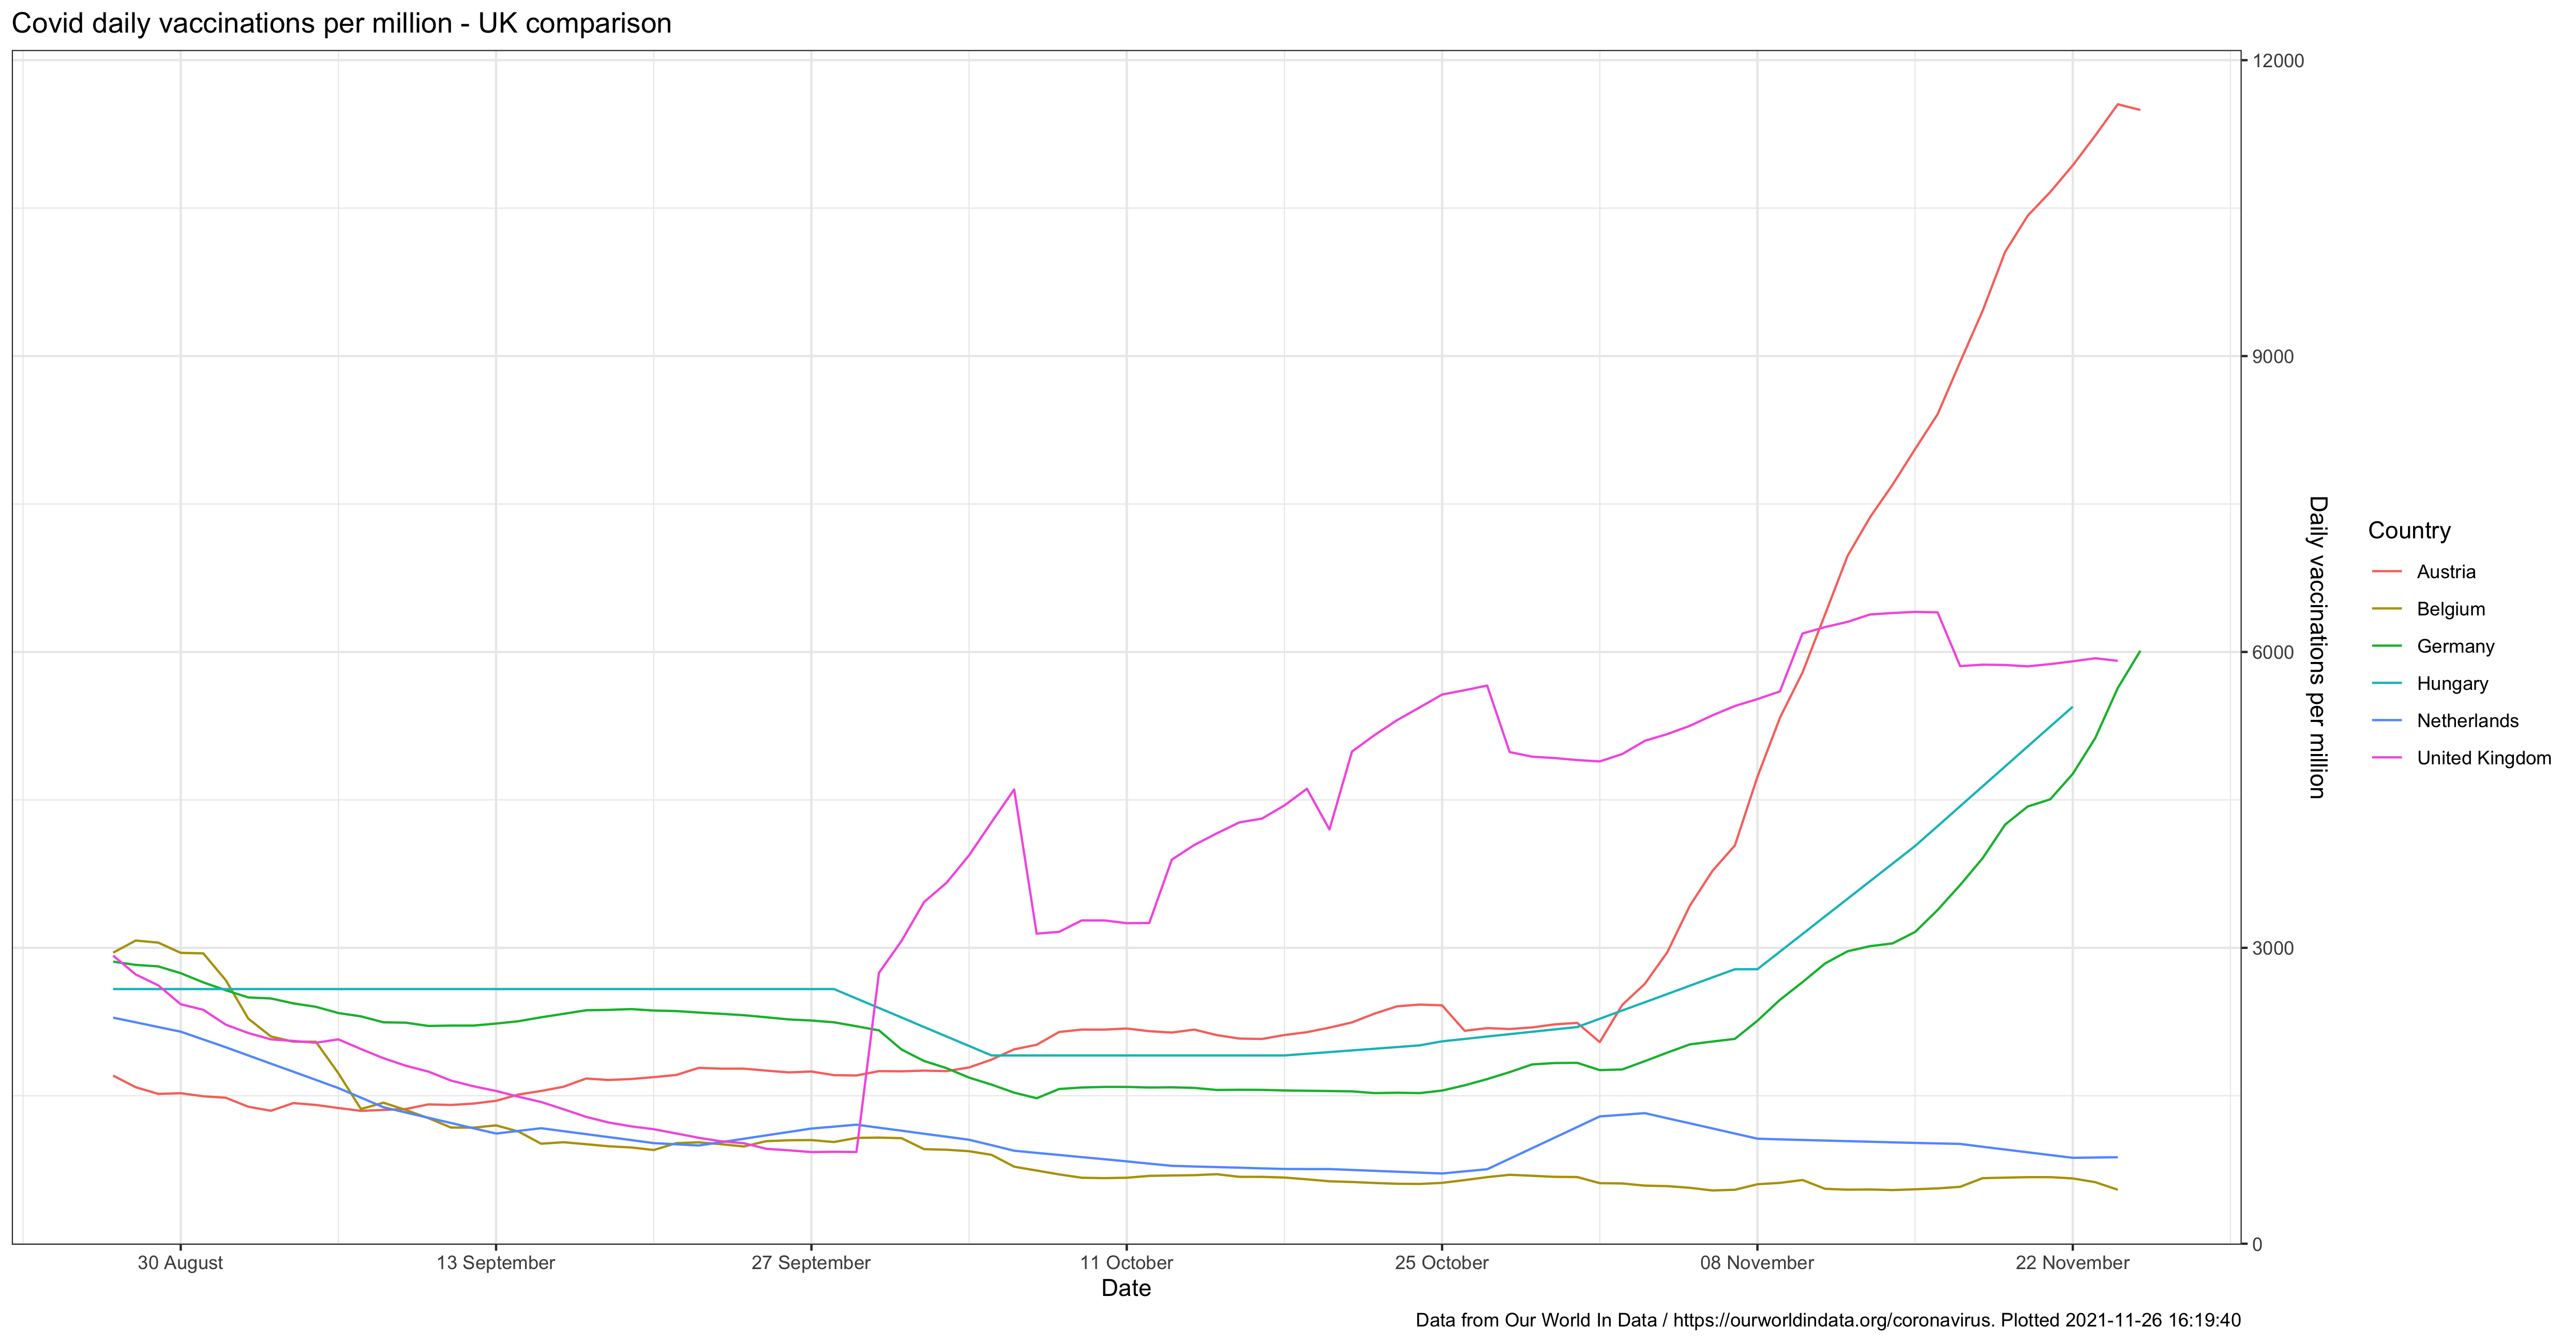 Covid daily vaccinations per million - UK comparison
12000
9000
6000
3000
0
Daily vaccinations per million
Country
Austria
Belgium
Germany
Hungary
Netherlands
United Kingdom
30 August
13 September
27 September
11 October
25 October
08 November
22 November
Date
Data from Our World In Data / https://ourworldindata.org/coronavirus. Plotted 2021-11-26 16:19:40